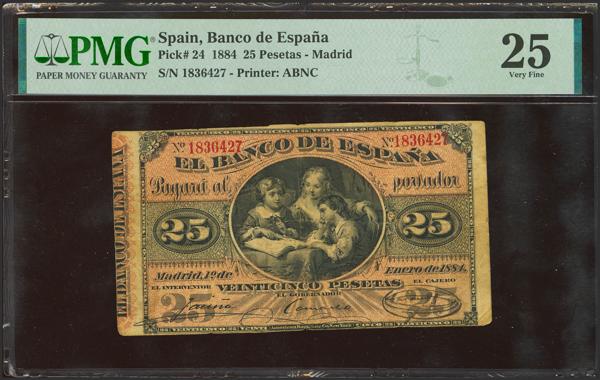 PMG
PAPER MONEY GUARANTY
Spain, Banco de España
Pick# 24 1884 25 Pesetas - Madrid
S/N 1836427 - Printer: ABNC
25
Very Fine
Nº 1836427
Nº 1836427
EL BANCO DE ESPAÑA
Pagará al portador
25
25
Madrid, 1º de Enero de 1884.
EL INTERVENTOR
VEINTICINCO PESETAS
EL CAJERO
EL GOBERNADOR
25
25
EL BANCO DE ESPAÑA